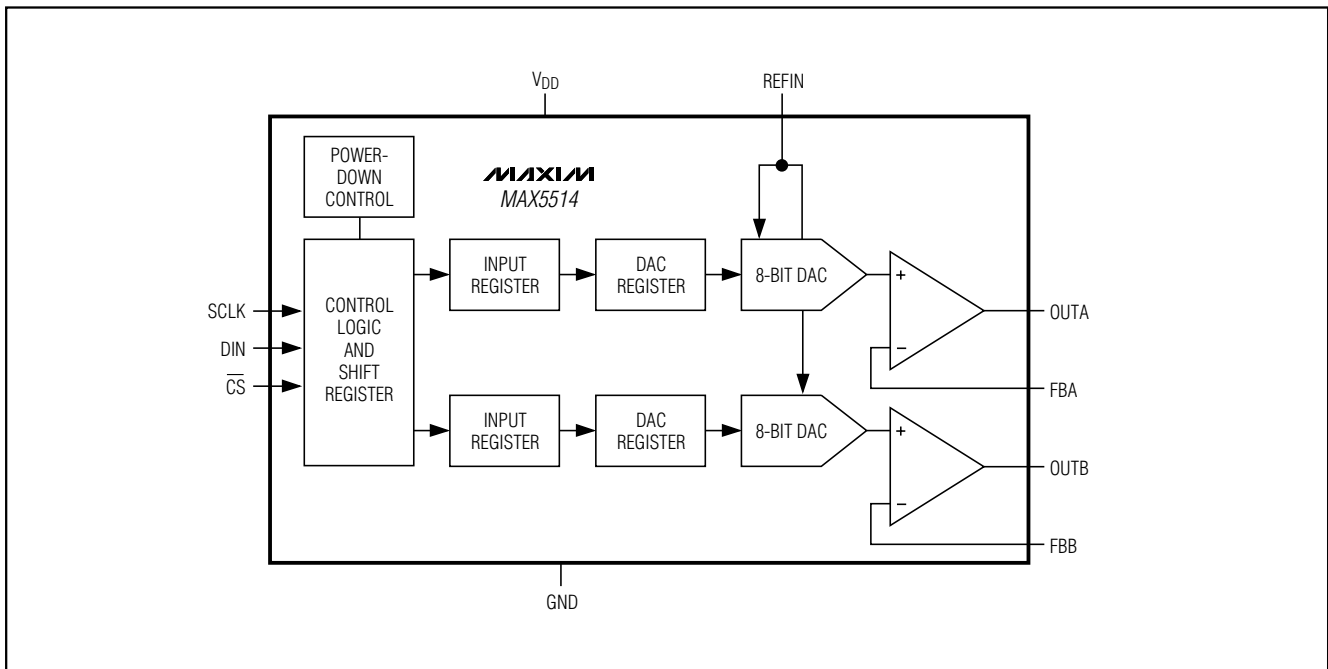 V_DD
REFIN
POWER-
DOWN
CONTROL
MAXIM
MAX5514
INPUT
REGISTER
DAC
REGISTER
8-BIT DAC
+
−
OUTA
FBA
SCLK
DIN
C̅S̅
CONTROL
LOGIC
AND
SHIFT
REGISTER
INPUT
REGISTER
DAC
REGISTER
8-BIT DAC
+
−
OUTB
FBB
GND